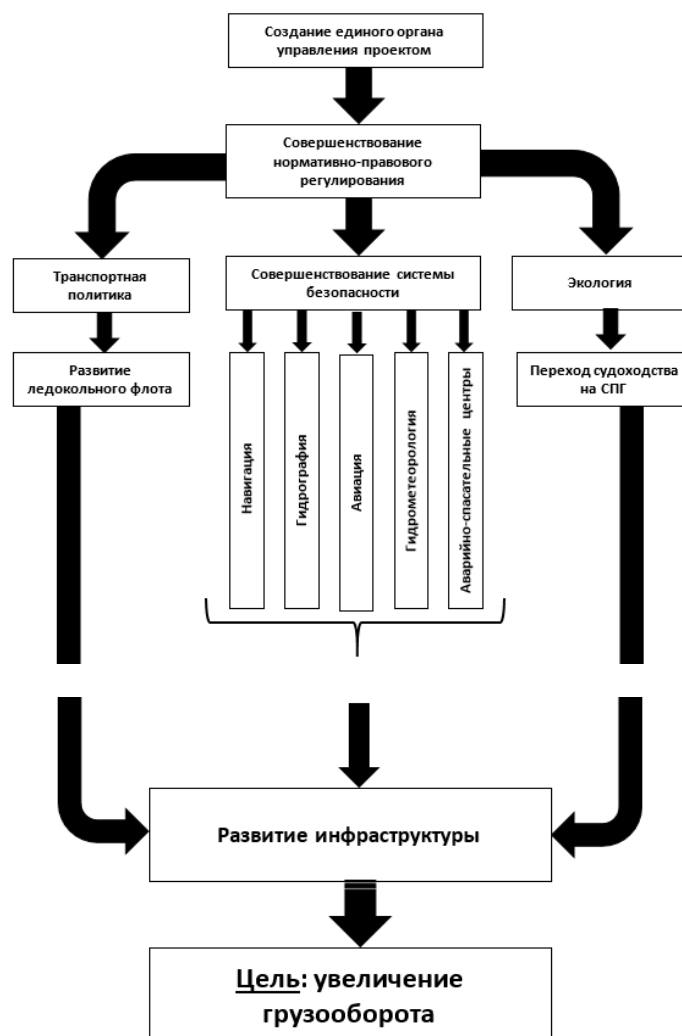 Создание единого органа
управления проектом
Совершенствование
нормативно-правового
регулирования
Транспортная
политика
Совершенствование системы
безопасности
Экология
Развитие
ледокольного флота
Переход судоходства
на СПГ
Навигация
Гидрография
Авиация
Гидрометеорология
Аварийно-спасательные центры
Развитие инфраструктуры
Цель: увеличение
грузооборота